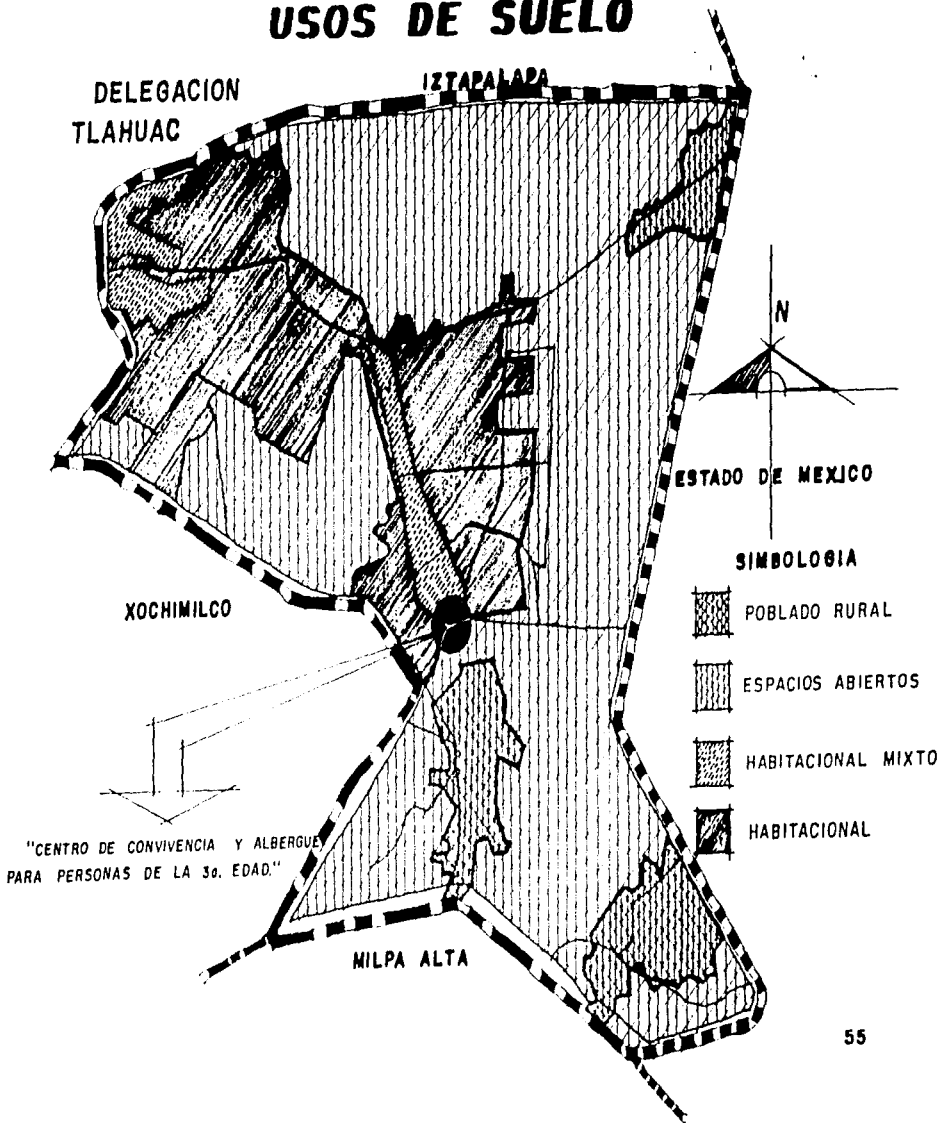 USOS DE SUELO
DELEGACION
TLAHUAC
IZTAPALAPA
N
ESTADO DE MEXICO
SIMBOLOGIA
POBLADO RURAL
ESPACIOS ABIERTOS
HABITACIONAL MIXTO
HABITACIONAL
XOCHIMILCO
"CENTRO DE CONVIVENCIA Y ALBERGUE
PARA PERSONAS DE LA 3a. EDAD."
MILPA ALTA
55